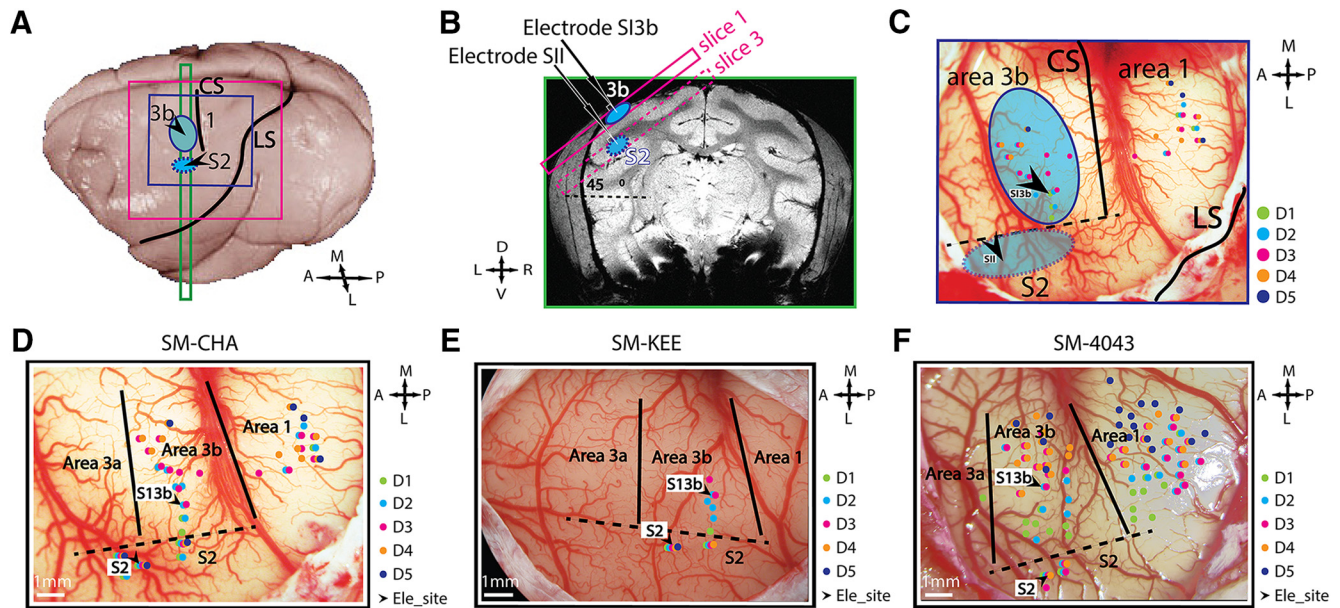 A
CS
3b
1
LS
S2
M
A
P
L
B
Electrode SI3b
Electrode SII
slice 1
slice 3
3b
S2
45 0
D
L
R
V
C
area 3b
CS
area 1
SI3b
LS
SII
S2
M
A
P
L
D1
D2
D3
D4
D5
D
SM-CHA
Area 3a
Area 3b
Area 1
S13b
S2
S2
1mm
M
A
P
L
D1
D2
D3
D4
D5
Ele_site
E
SM-KEE
Area 3a
Area 3b
Area 1
S13b
S2
S2
1mm
M
A
P
L
D1
D2
D3
D4
D5
Ele_site
F
SM-4043
Area 3a
Area 3b
Area 1
S13b
S2
S2
1mm
M
A
P
L
D1
D2
D3
D4
D5
Ele_site